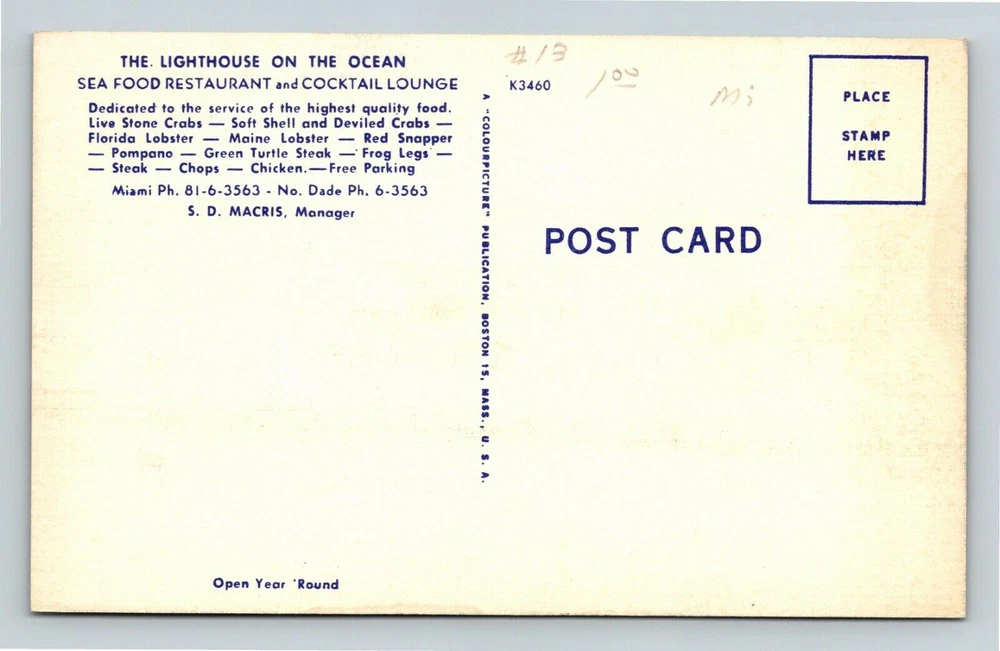 THE. LIGHTHOUSE ON THE OCEAN
SEA FOOD RESTAURANT and COCKTAIL LOUNGE
Dedicated to the service of the highest quality food.
Live Stone Crabs — Soft Shell and Deviled Crabs —
Florida Lobster — Maine Lobster — Red Snapper
— Pompano — Green Turtle Steak — Frog Legs —
— Steak — Chops — Chicken.—Free Parking
Miami Ph. 81-6-3563 - No. Dade Ph. 6-3563
S. D. MACRIS, Manager
Open Year 'Round
A "COLOURPICTURE" PUBLICATION, BOSTON 15, MASS., U. S. A.
#13
K3460
1 00
Mi
POST CARD
PLACE
STAMP
HERE